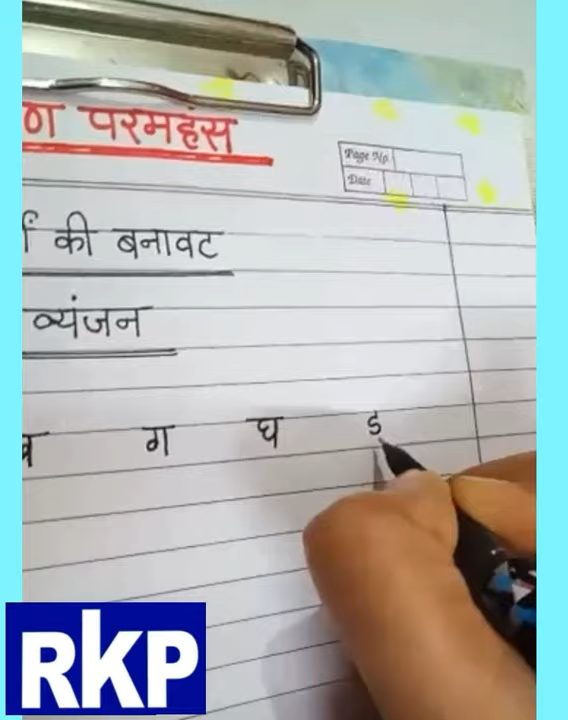 परमहंस
Page No.
Date
की बनावट
व्यंजन
ग घ ड
RKP